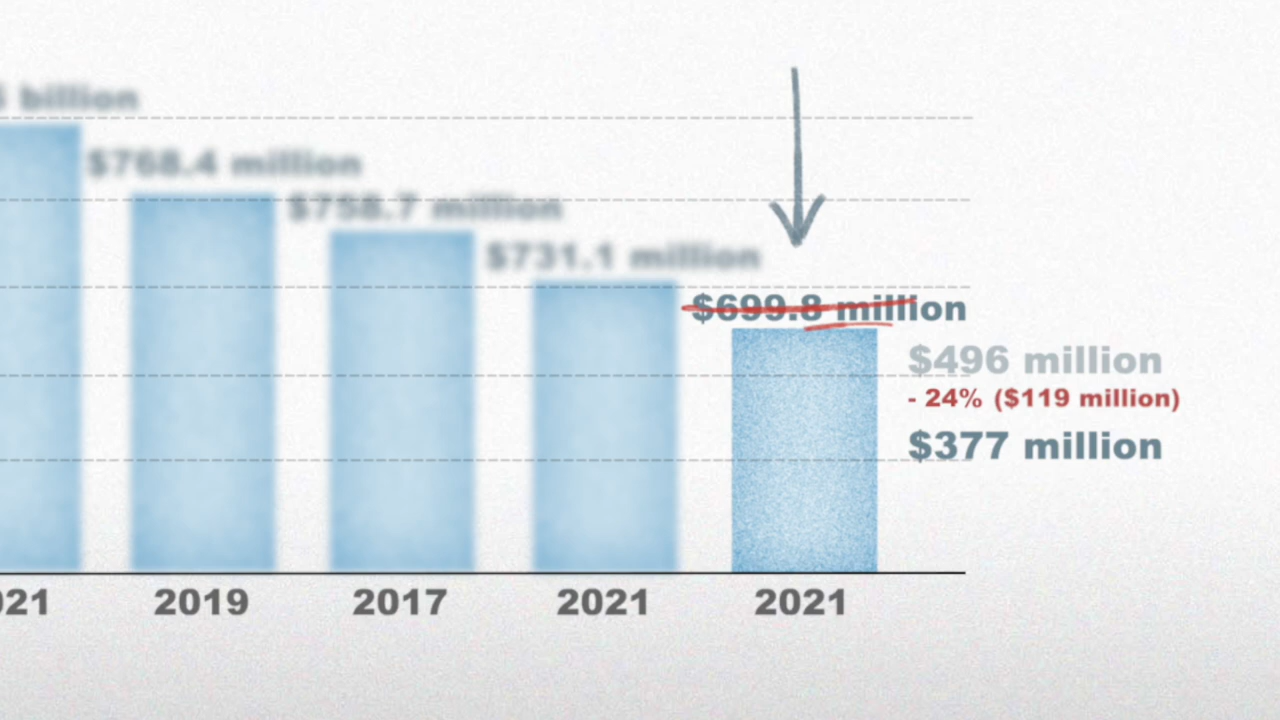 billion
$768.4 million
$758.7 million
$731.1 million
$699.8 million
$496 million
- 24% ($119 million)
$377 million
2019
2017
2021
2021